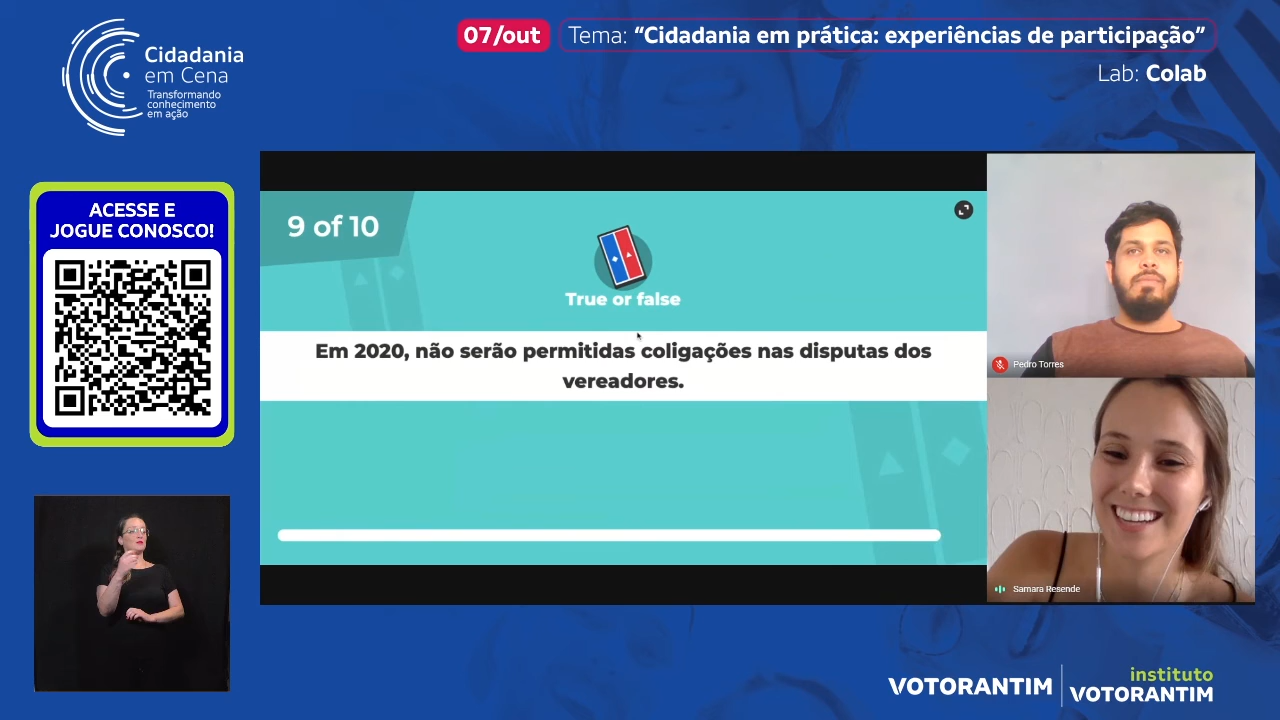 Cidadania
em Cena
Transformando
conhecimento
em ação
07/out
Tema: “Cidadania em prática: experiências de participação”
Lab: Colab
ACESSE E
JOGUE CONOSCO!
9 of 10
True or false
Em 2020, não serão permitidas coligações nas disputas dos
vereadores.
Pedro Torres
Samara Resende
VOTORANTIM
instituto
VOTORANTIM